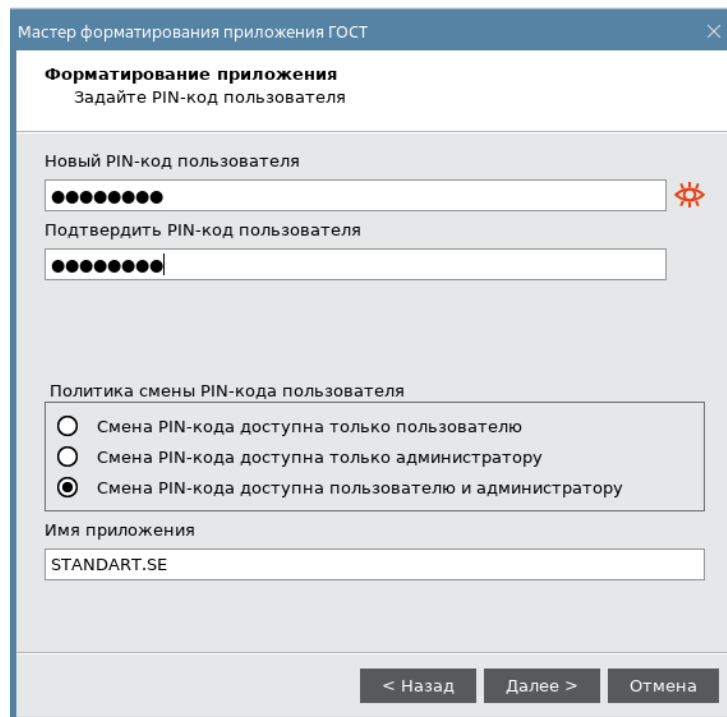 Мастер форматирования приложения ГОСТ
Форматирование приложения
Задайте PIN-код пользователя
Новый PIN-код пользователя
●●●●●●●●
Подтвердить PIN-код пользователя
●●●●●●●●
Политика смены PIN-кода пользователя
Смена PIN-кода доступна только пользователю
Смена PIN-кода доступна только администратору
Смена PIN-кода доступна пользователю и администратору
Имя приложения
STANDART.SE
< Назад Далее > Отмена